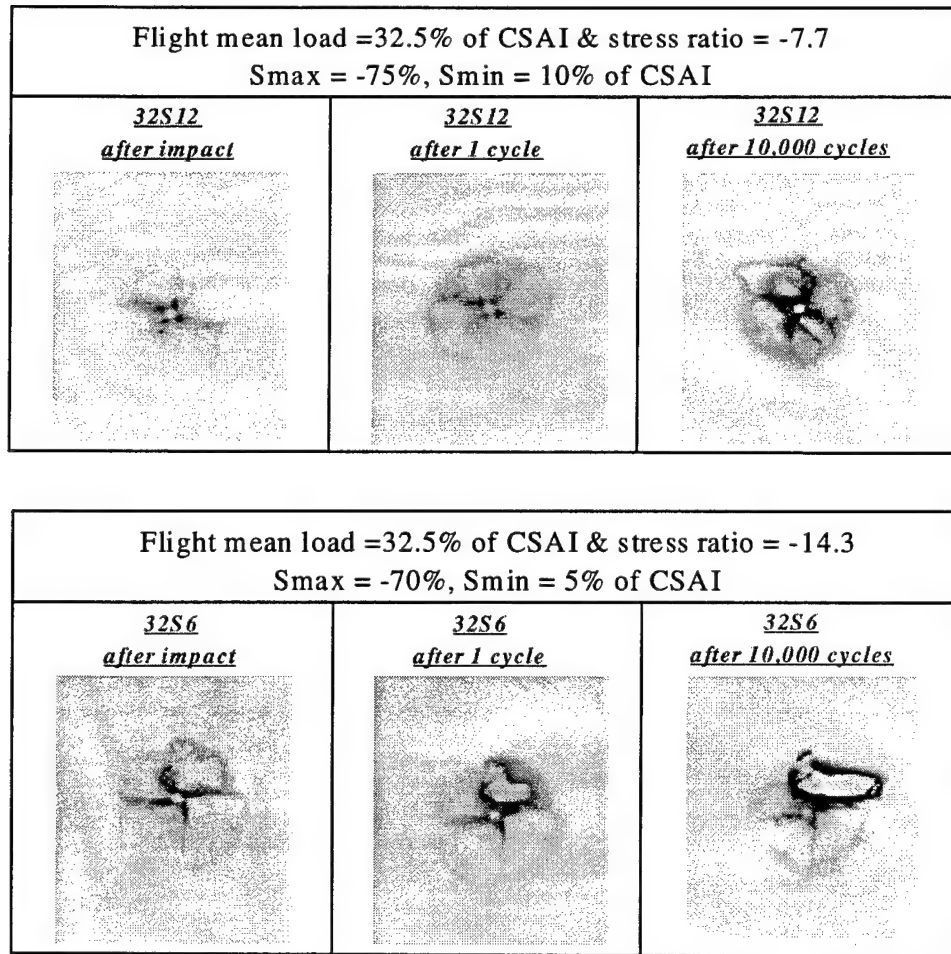 Flight mean load =32.5% of CSAI & stress ratio = -7.7
Smax = -75%, Smin = 10% of CSAI
32S12
after impact
32S12
after 1 cycle
32S12
after 10,000 cycles
Flight mean load =32.5% of CSAI & stress ratio = -14.3
Smax = -70%, Smin = 5% of CSAI
32S6
after impact
32S6
after 1 cycle
32S6
after 10,000 cycles